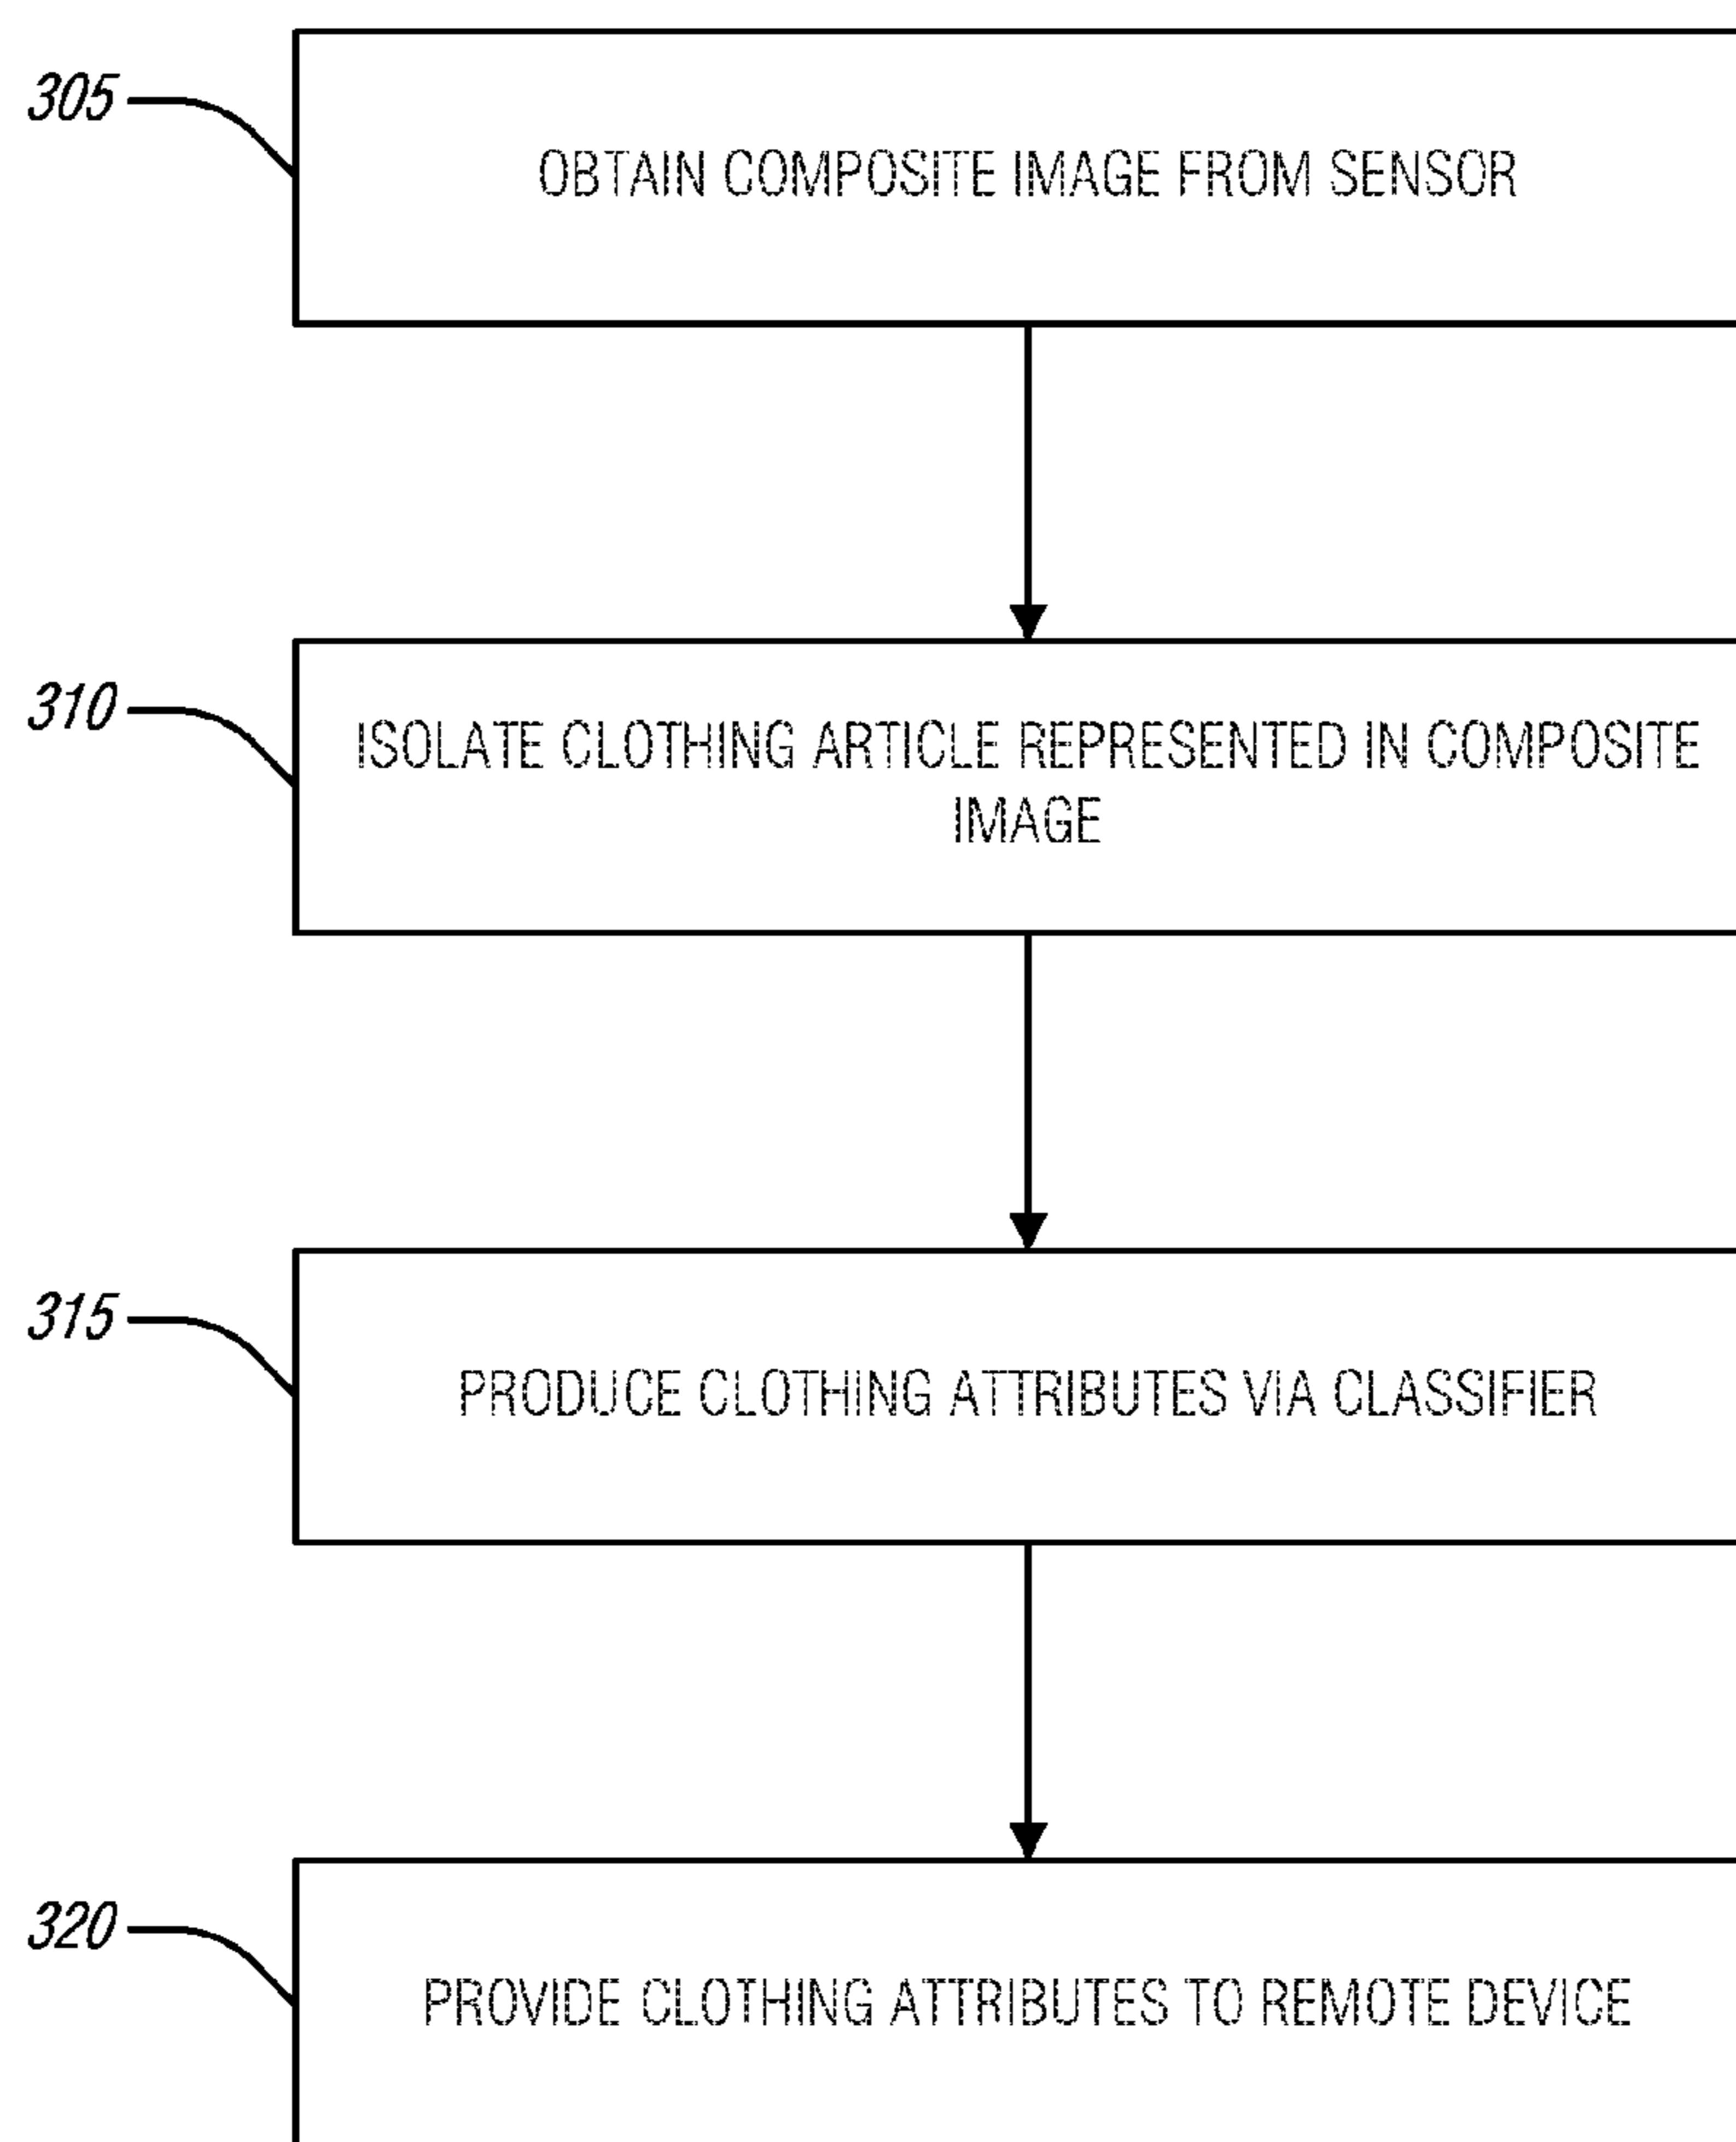 305
OBTAIN COMPOSITE IMAGE FROM SENSOR
310
ISOLATE CLOTHING ARTICLE REPRESENTED IN COMPOSITE
IMAGE
315
PRODUCE CLOTHING ATTRIBUTES VIA CLASSIFIER
320
PROVIDE CLOTHING ATTRIBUTES TO REMOTE DEVICE